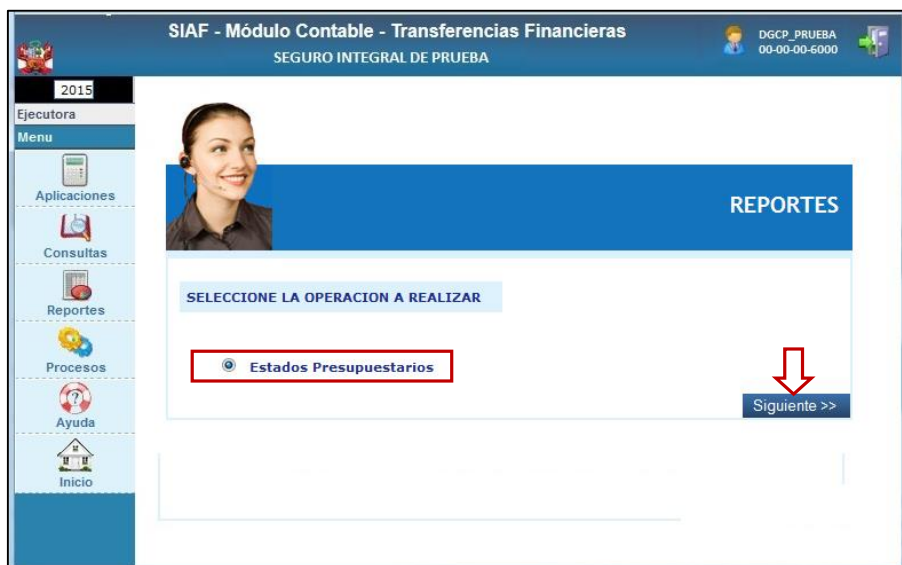 SIAF - Módulo Contable - Transferencias Financieras
SEGURO INTEGRAL DE PRUEBA
DGCP_PRUEBA
00-00-00-6000
2015
Ejecutora
Menu
Aplicaciones
Consultas
Reportes
Procesos
Ayuda
Inicio
REPORTES
SELECCIONE LA OPERACION A REALIZAR
Estados Presupuestarios
Siguiente >>